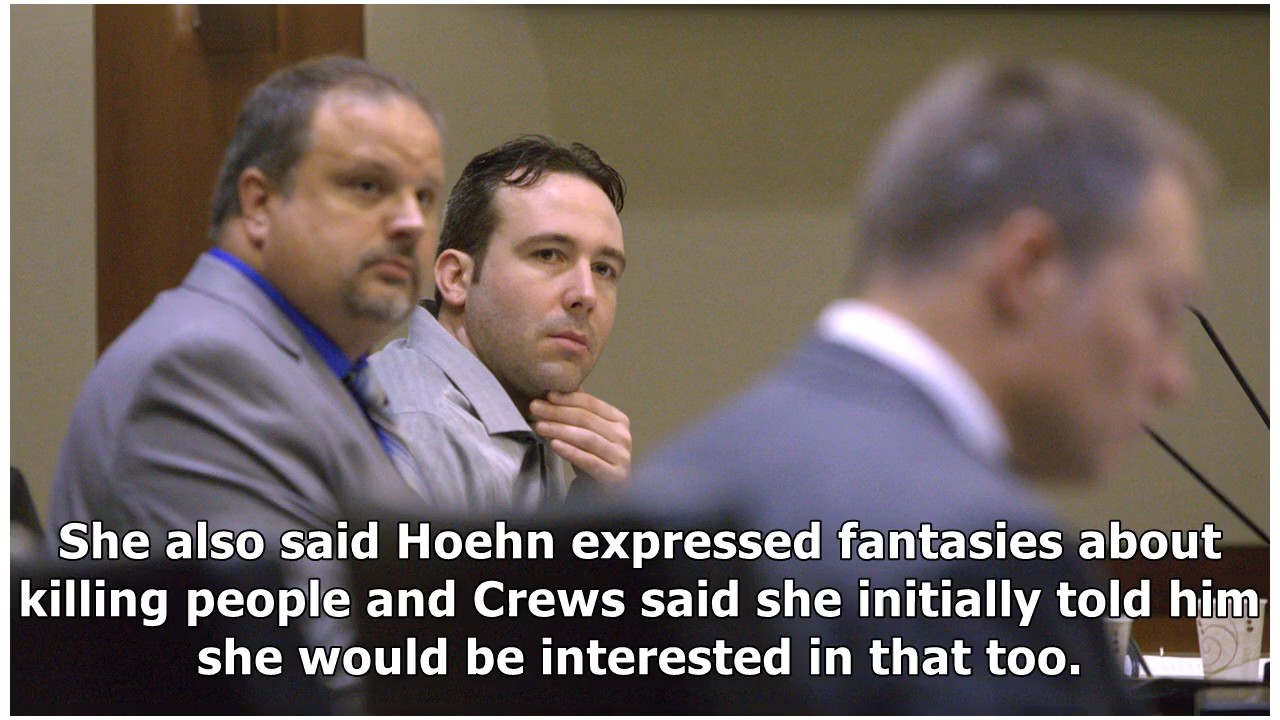 She also said Hoehn expressed fantasies about
killing people and Crews said she initially told him
she would be interested in that too.